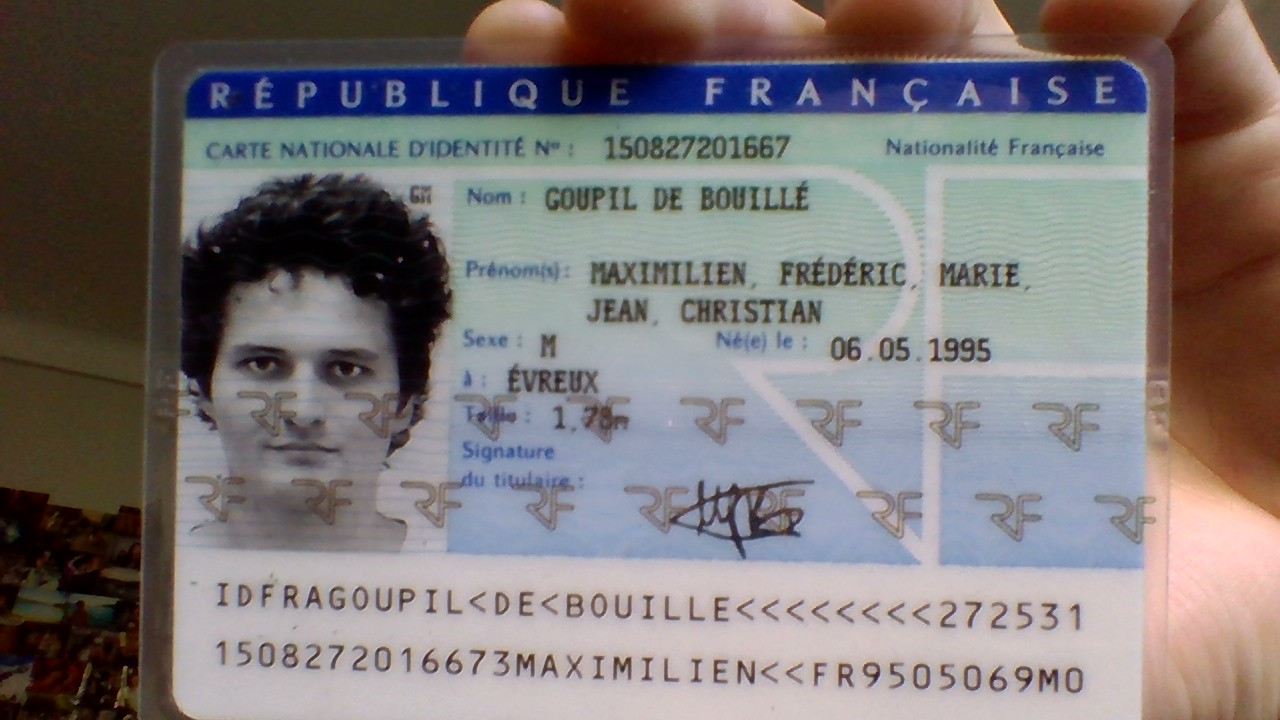 RÉPUBLIQUE FRANÇAISE
CARTE NATIONALE D'IDENTITÉ Nº : 150827201667 Nationalité Française
GM
Nom : GOUPIL DE BOUILLÉ
Prénom(s) : MAXIMILIEN, FRÉDÉRIC, MARIE,
JEAN, CHRISTIAN
Sexe : M Né(e) le : 06.05.1995
à : ÉVREUX
Taille : 1,78m
Signature
du titulaire :
RF RF RF RF RF RF RF RF
RF RF RF RF RF RF RF RF
IDFRAGOUPIL<DE<BOUILLE<<<<<<<<272531
1508272016673MAXIMILIEN<<FR9505069M0